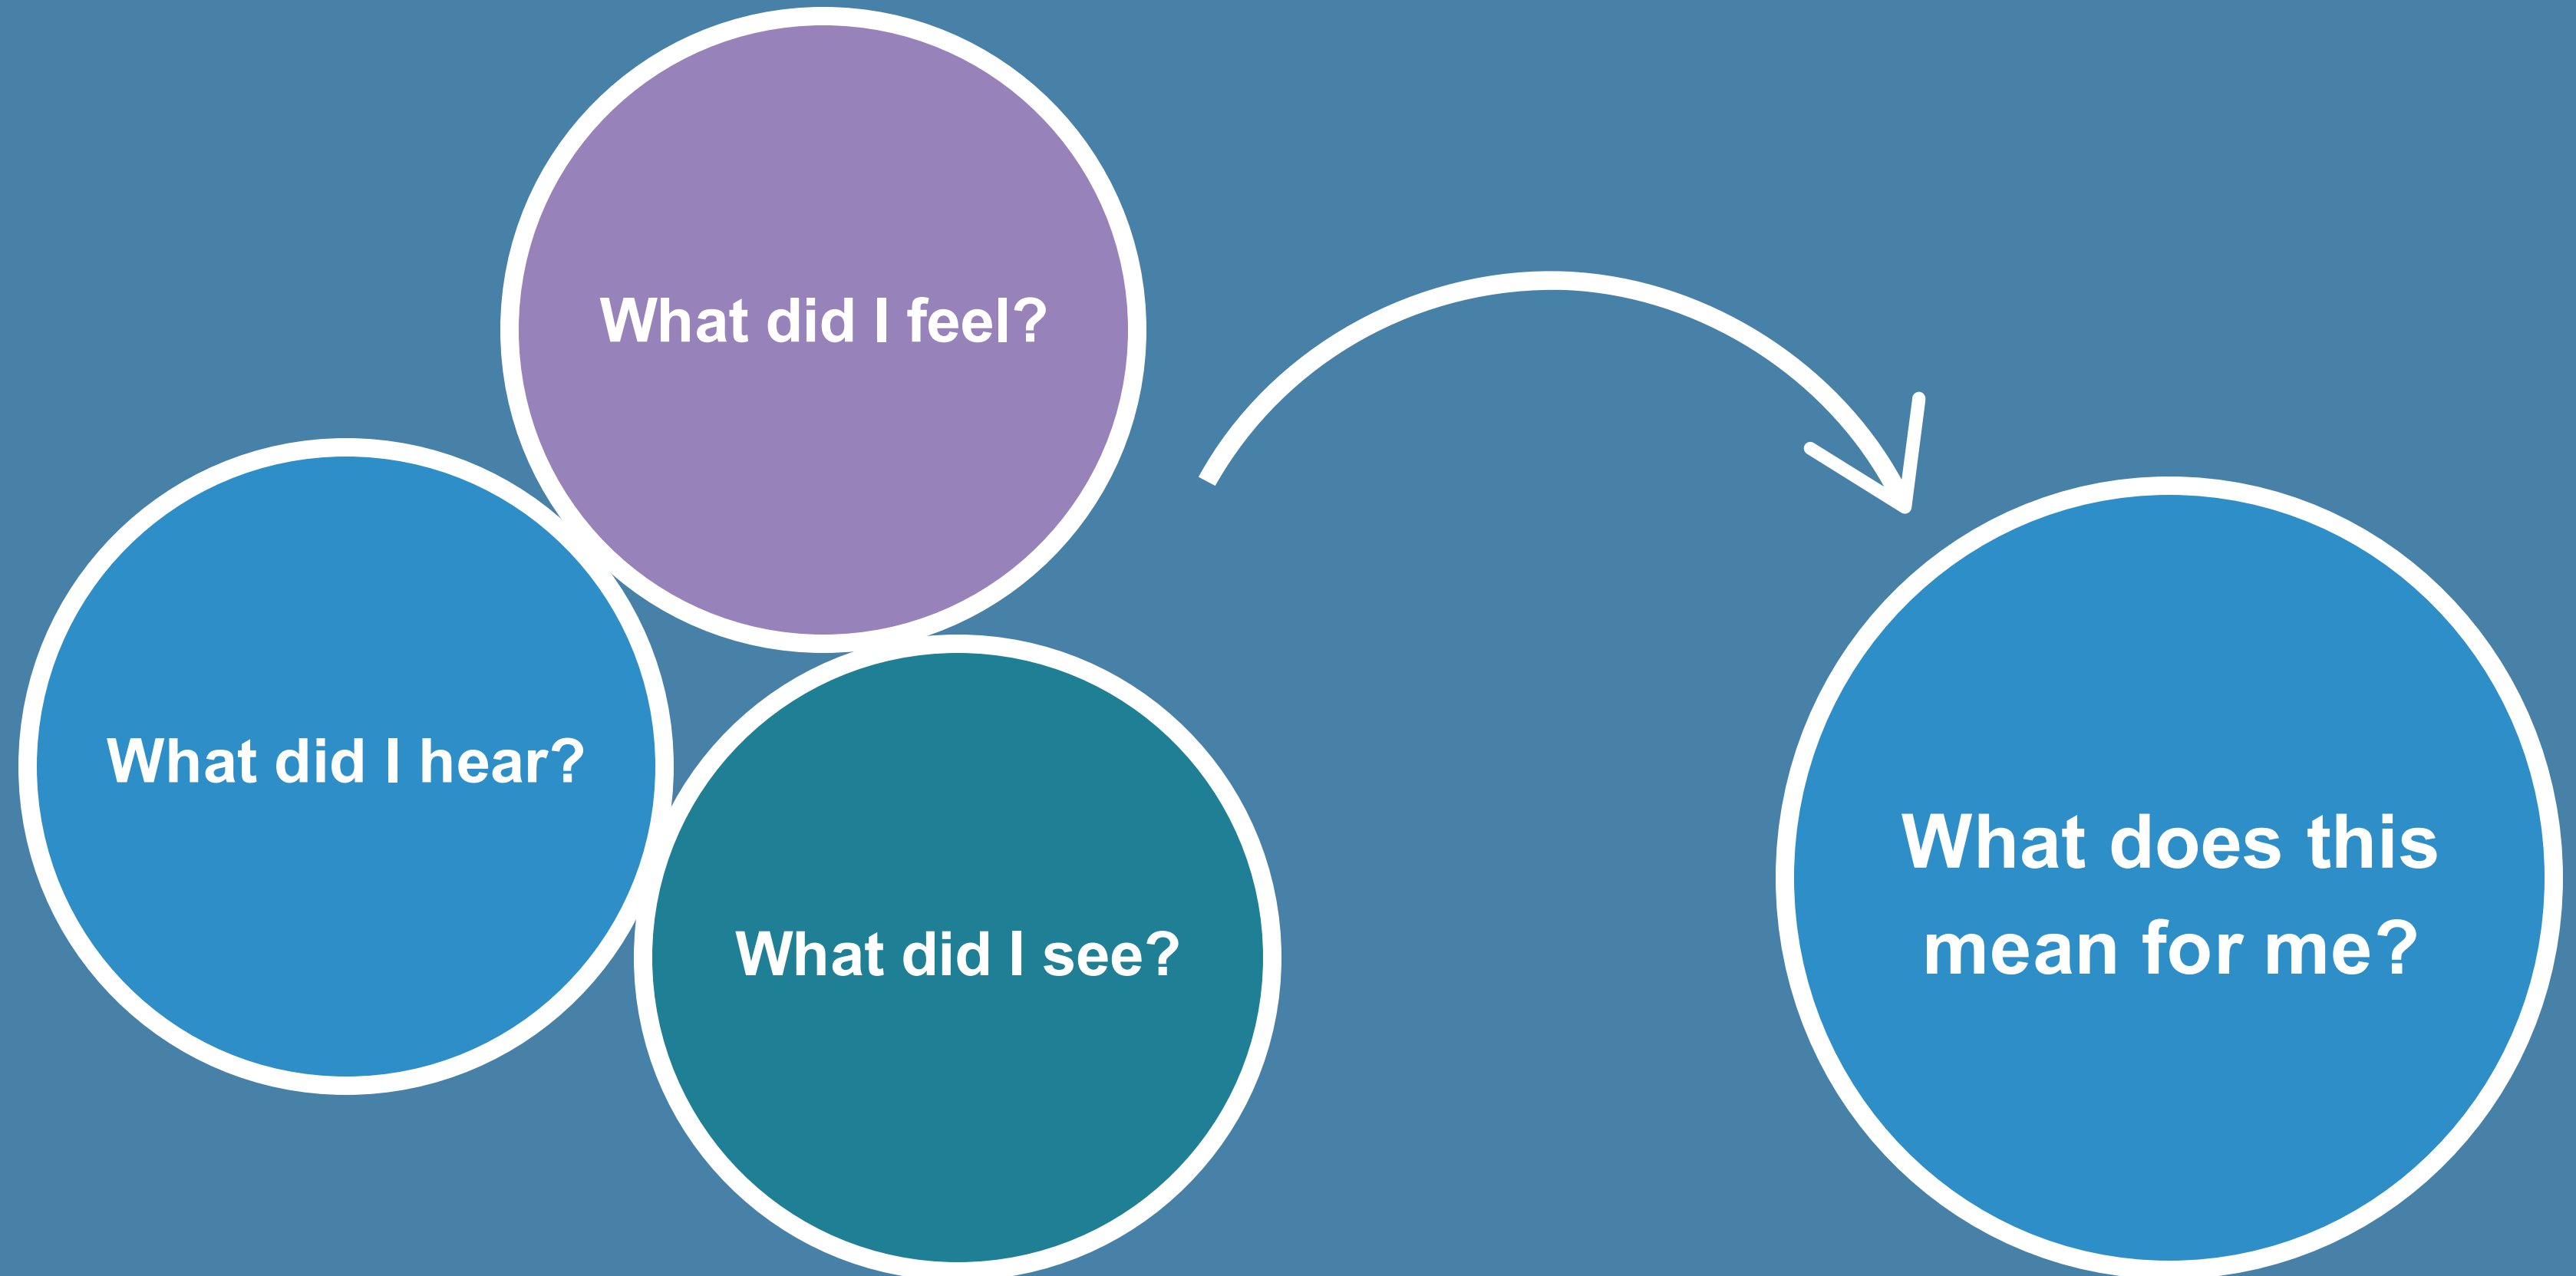 What did I feel?
What did I hear?
What did I see?
What does this
mean for me?